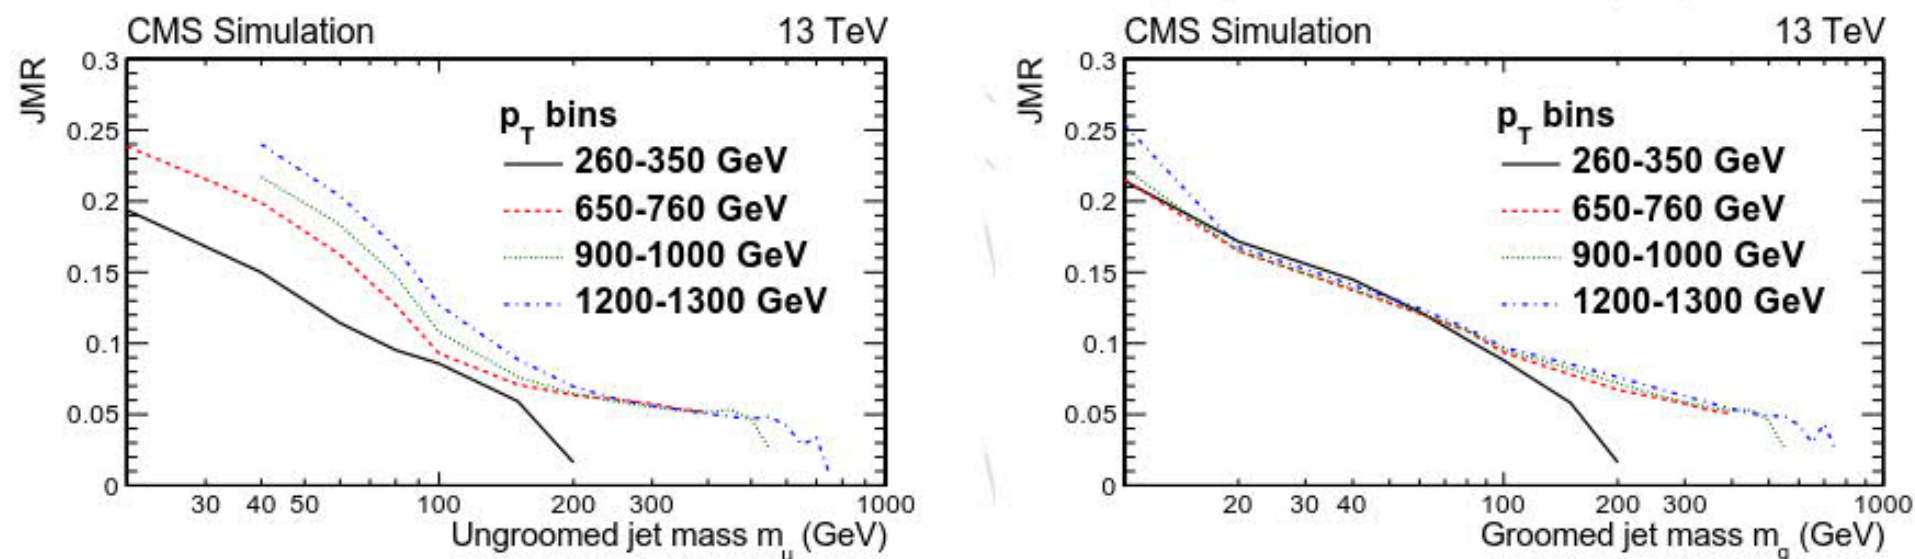 CMS Simulation 13 TeV
JMR
0.3
0.25
0.2
0.15
0.1
0.05
0
p_T bins
260-350 GeV
650-760 GeV
900-1000 GeV
1200-1300 GeV
30 40 50 100 200 300 1000
Ungroomed jet mass m_u (GeV)
CMS Simulation 13 TeV
JMR
0.3
0.25
0.2
0.15
0.1
0.05
0
p_T bins
260-350 GeV
650-760 GeV
900-1000 GeV
1200-1300 GeV
20 30 40 100 200 300 1000
Groomed jet mass m_g (GeV)